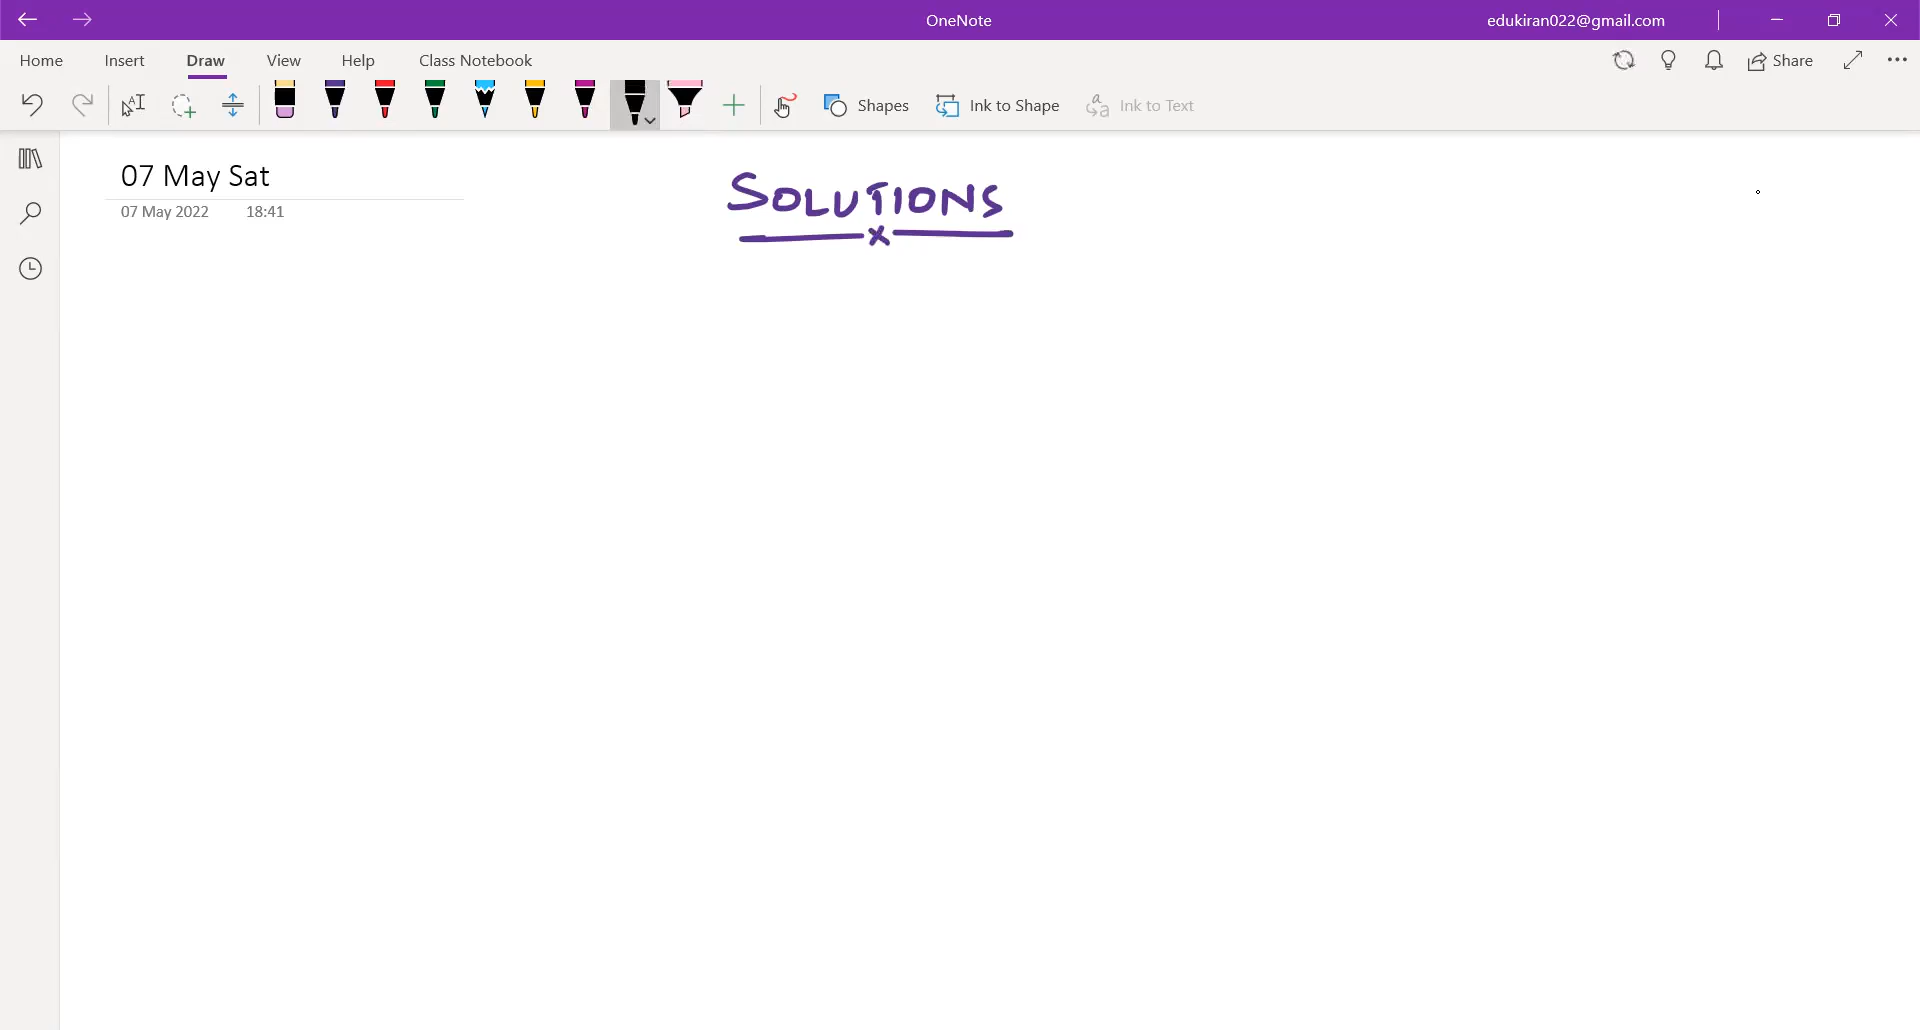 OneNote
edukiran022@gmail.com
Home Insert Draw View Help Class Notebook
Share
Shapes Ink to Shape Ink to Text
07 May Sat
07 May 2022 18:41
SOLUTIONS
x